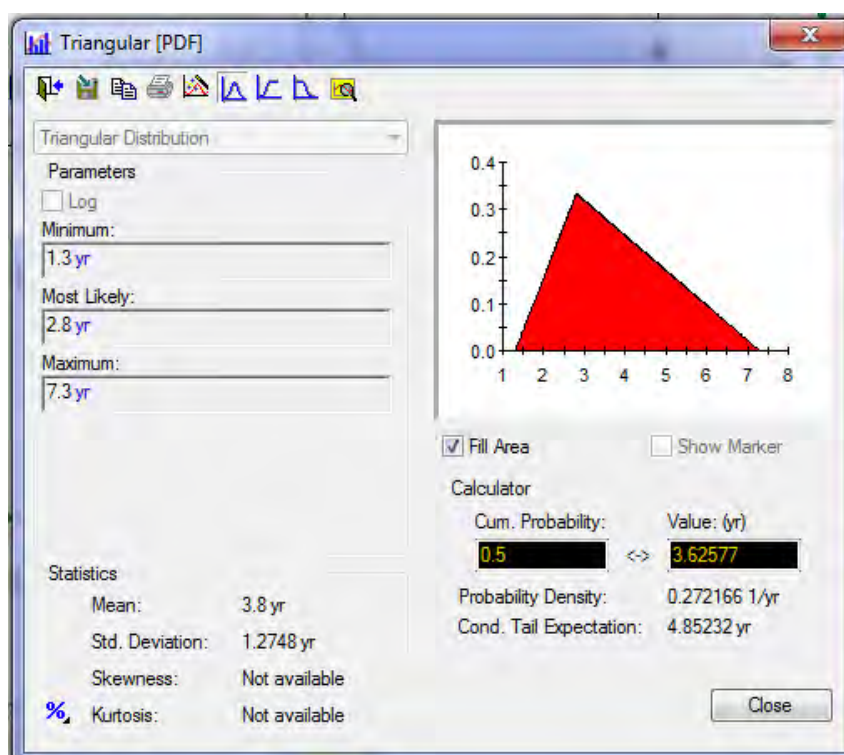 Triangular [PDF]
Triangular Distribution
Parameters
Log
Minimum:
1.3 yr
Most Likely:
2.8 yr
Maximum:
7.3 yr
Statistics
Mean: 3.8 yr
Std. Deviation: 1.2748 yr
Skewness: Not available
%
Kurtosis: Not available
0.4
0.3
0.2
0.1
0.0
1 2 3 4 5 6 7 8
Fill Area Show Marker
Calculator
Cum. Probability: Value: (yr)
0.5 <-> 3.62577
Probability Density: 0.272166 1/yr
Cond. Tail Expectation: 4.85232 yr
Close